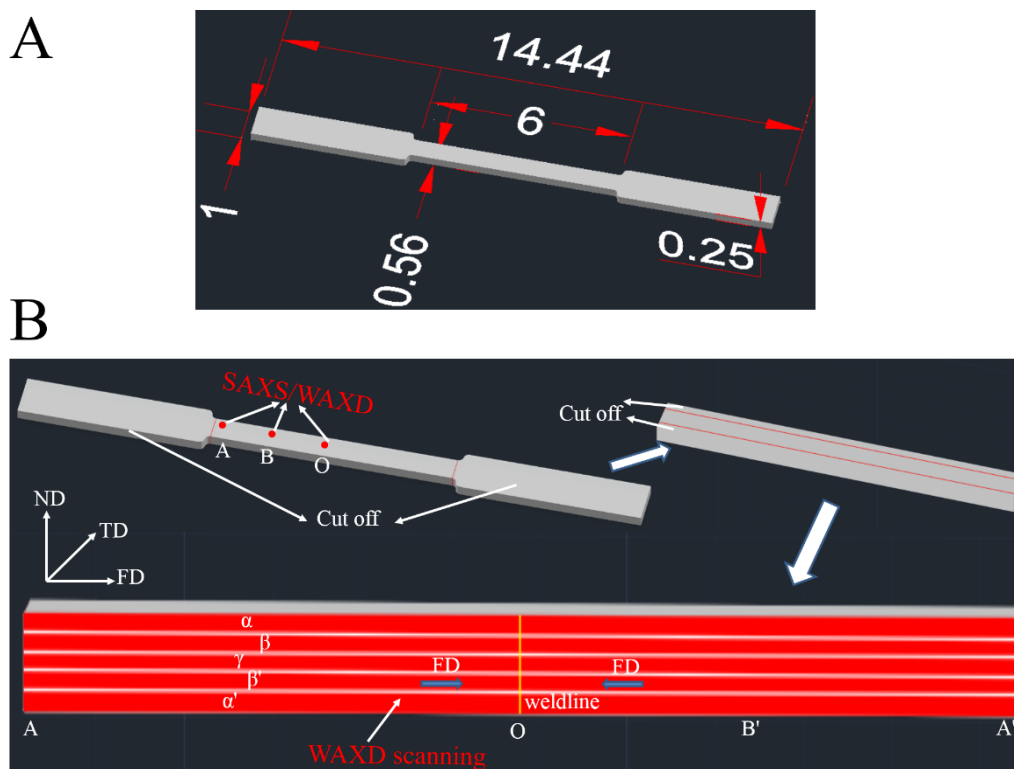 A
14.44
6
1
0.56
0.25
B
SAXS/WAXD
A
B
O
Cut off
Cut off
ND
TD
FD
α
β
γ
β'
α'
FD
FD
weldline
A
O
B'
A'
WAXD scanning